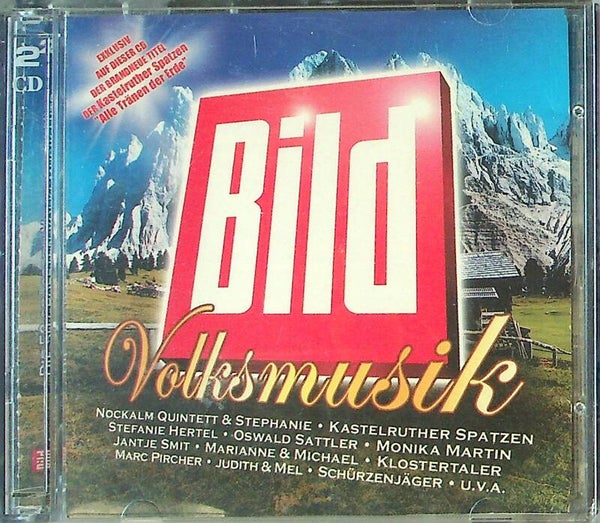 2
CD
EXKLUSIV
AUF DIESER CD
DER BRANDNEUE TITEL
DER Kastelruther Spatzen
"Alle Tränen der Erde"
Bild
Volksmusik
NOCKALM QUINTETT & STEPHANIE • KASTELRUTHER SPATZEN
STEFANIE HERTEL • OSWALD SATTLER • MONIKA MARTIN
JANTJE SMIT • MARIANNE & MICHAEL • KLOSTERTALER
MARC PIRCHER • JUDITH & MEL • SCHÜRZENJÄGER • U.V.A.
Bild